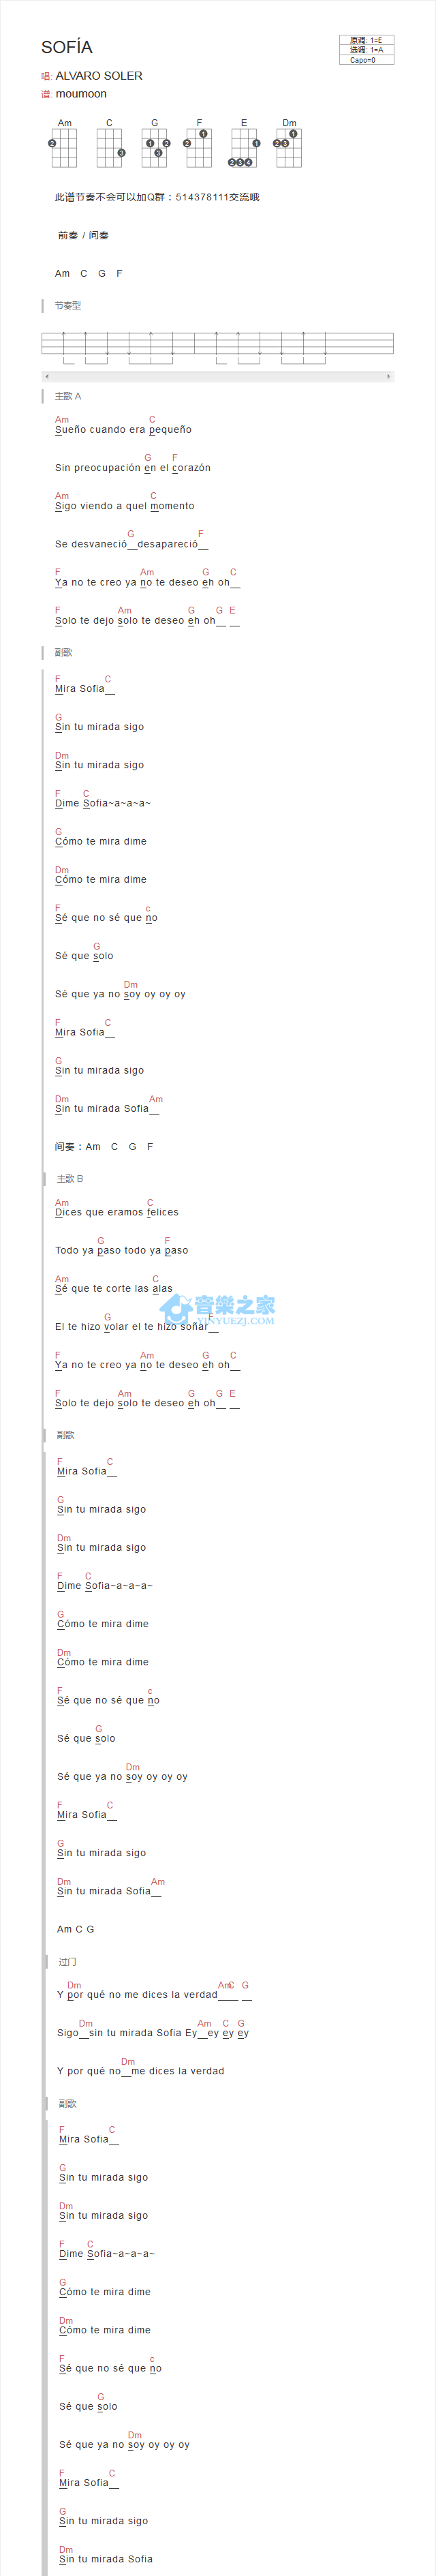 SOFÍA
原调: 1=E
选调: 1=A
Capo=0
唱: ALVARO SOLER
谱: moumoon
Am C G F E Dm
2 3 1 2 3 2 1 1 2 3 4 2 3 1
此谱节奏不会可以加Q群：514378111交流哦
前奏 / 间奏
Am C G F
节奏型
主歌 A
Am C
Sueño cuando era pequeño
G F
Sin preocupación en el corazón
Am C
Sigo viendo a quel momento
G F
Se desvaneció__desapareció__
F Am G C
Ya no te creo ya no te deseo eh oh__
F Am G G E
Solo te dejo solo te deseo eh oh__ __
副歌
F C
Mira Sofia__
G
Sin tu mirada sigo
Dm
Sin tu mirada sigo
F C
Dime Sofia~a~a~a~
G
Cómo te mira dime
Dm
Cómo te mira dime
F c
Sé que no sé que no
G
Sé que solo
Dm
Sé que ya no soy oy oy oy
F C
Mira Sofia__
G
Sin tu mirada sigo
Dm Am
Sin tu mirada Sofia__
间奏：Am C G F
主歌 B
Am C
Dices que eramos felices
G F
Todo ya paso todo ya paso
Am C
Sé que te corte las alas
音樂之家
YINYUEZJ.COM
G F
El te hizo volar el te hizo soñar__
F Am G C
Ya no te creo ya no te deseo eh oh__
F Am G G E
Solo te dejo solo te deseo eh oh__ __
副歌
F C
Mira Sofia__
G
Sin tu mirada sigo
Dm
Sin tu mirada sigo
F C
Dime Sofia~a~a~a~
G
Cómo te mira dime
Dm
Cómo te mira dime
F c
Sé que no sé que no
G
Sé que solo
Dm
Sé que ya no soy oy oy oy
F C
Mira Sofia__
G
Sin tu mirada sigo
Dm Am
Sin tu mirada Sofia__
Am C G
过门
Dm Am C G
Y por qué no me dices la verdad____ __
Dm Am C G
Sigo__sin tu mirada Sofia Ey__ey ey ey
Dm
Y por qué no__me dices la verdad
副歌
F C
Mira Sofia__
G
Sin tu mirada sigo
Dm
Sin tu mirada sigo
F C
Dime Sofia~a~a~a~
G
Cómo te mira dime
Dm
Cómo te mira dime
F c
Sé que no sé que no
G
Sé que solo
Dm
Sé que ya no soy oy oy oy
F C
Mira Sofia__
G
Sin tu mirada sigo
Dm
Sin tu mirada Sofia